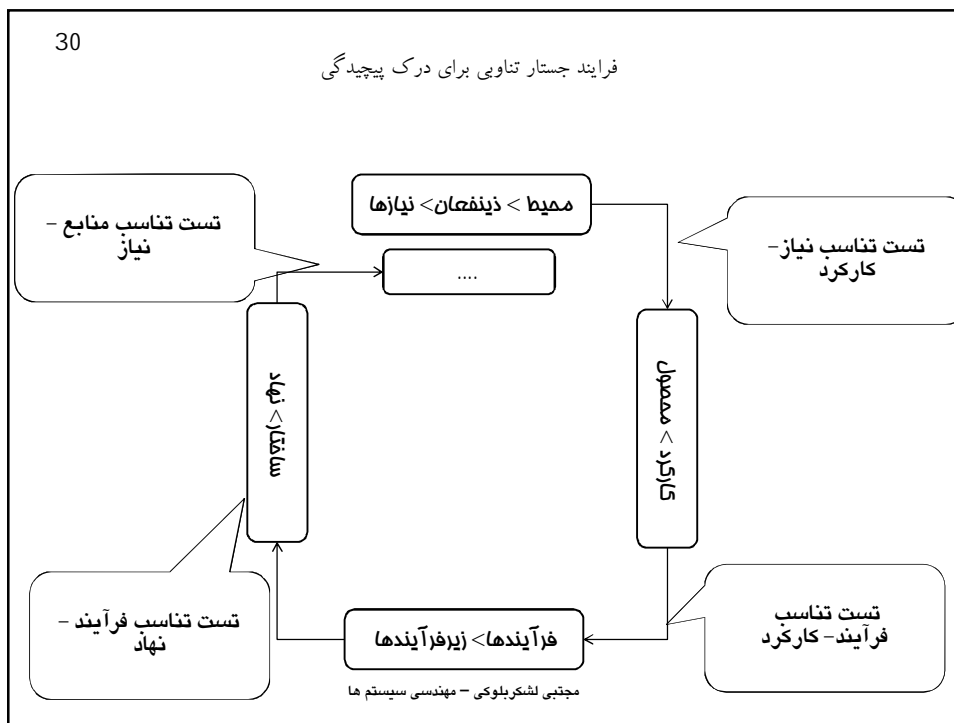 30
فرایند جستار تناوبی برای درک پیچیدگی
محیط > ذینفعان> نیازها
تست تناسب نیاز–
کارکرد
کارکرد > محصول
تست تناسب
فرآیند– کارکرد
فرآیندها> زیرفرآیندها
تست تناسب فرآیند –
نهاد
ساختار> نهاد
تست تناسب منابع –
نیاز
....
مجتبی لشکربلوکی – مهندسی سیستم ها